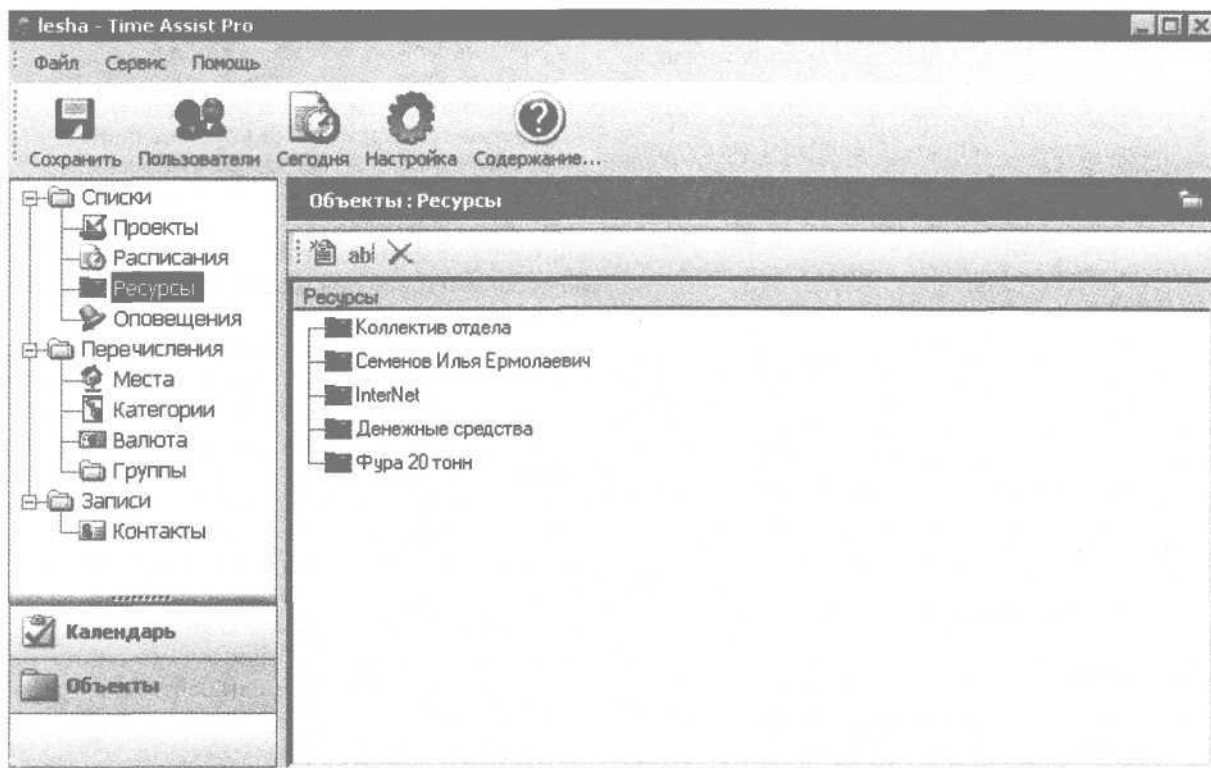 lesha - Time Assist Pro
Файл Сервис Помощь
Сохранить Пользователи Сегодня Настройка Содержание...
Списки
Проекты
Расписания
Ресурсы
Оповещения
Перечисления
Места
Категории
Валюта
Группы
Записи
Контакты
Календарь
Объекты
Объекты : Ресурсы
abl
Ресурсы
Коллектив отдела
Семенов Илья Ермолаевич
InterNet
Денежные средства
Фура 20 тонн